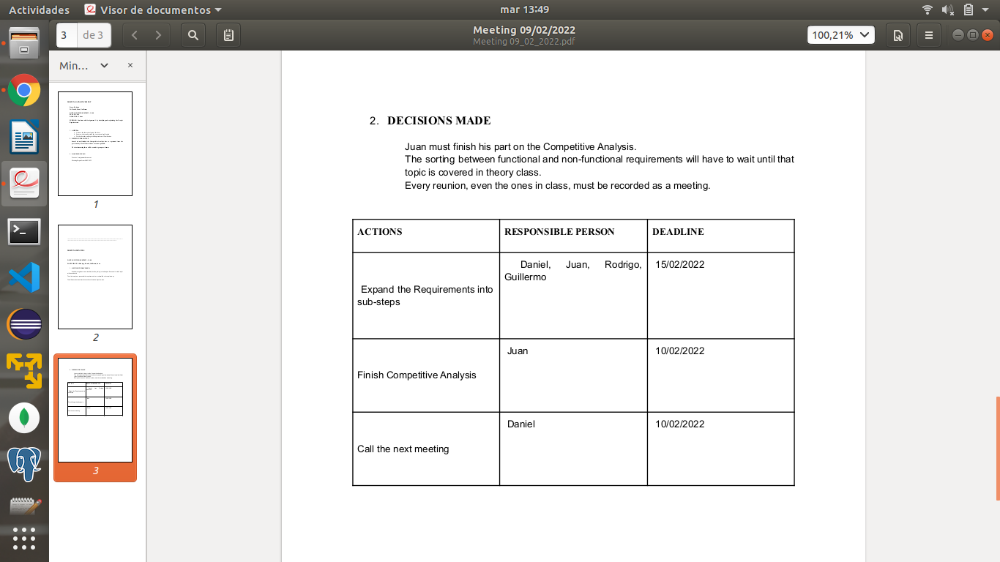 Actividades
Visor de documentos
mar 13:49
3 de 3
Meeting 09/02/2022
Meeting 09_02_2022.pdf
100,21%
Min...
1
2
3
2. DECISIONS MADE
Juan must finish his part on the Competitive Analysis.
The sorting between functional and non-functional requirements will have to wait until that
topic is covered in theory class.
Every reunion, even the ones in class, must be recorded as a meeting.
ACTIONS RESPONSIBLE PERSON DEADLINE
Expand the Requirements into
sub-steps
Daniel, Juan, Rodrigo,
Guillermo
15/02/2022
Finish Competitive Analysis
Juan
10/02/2022
Call the next meeting
Daniel
10/02/2022